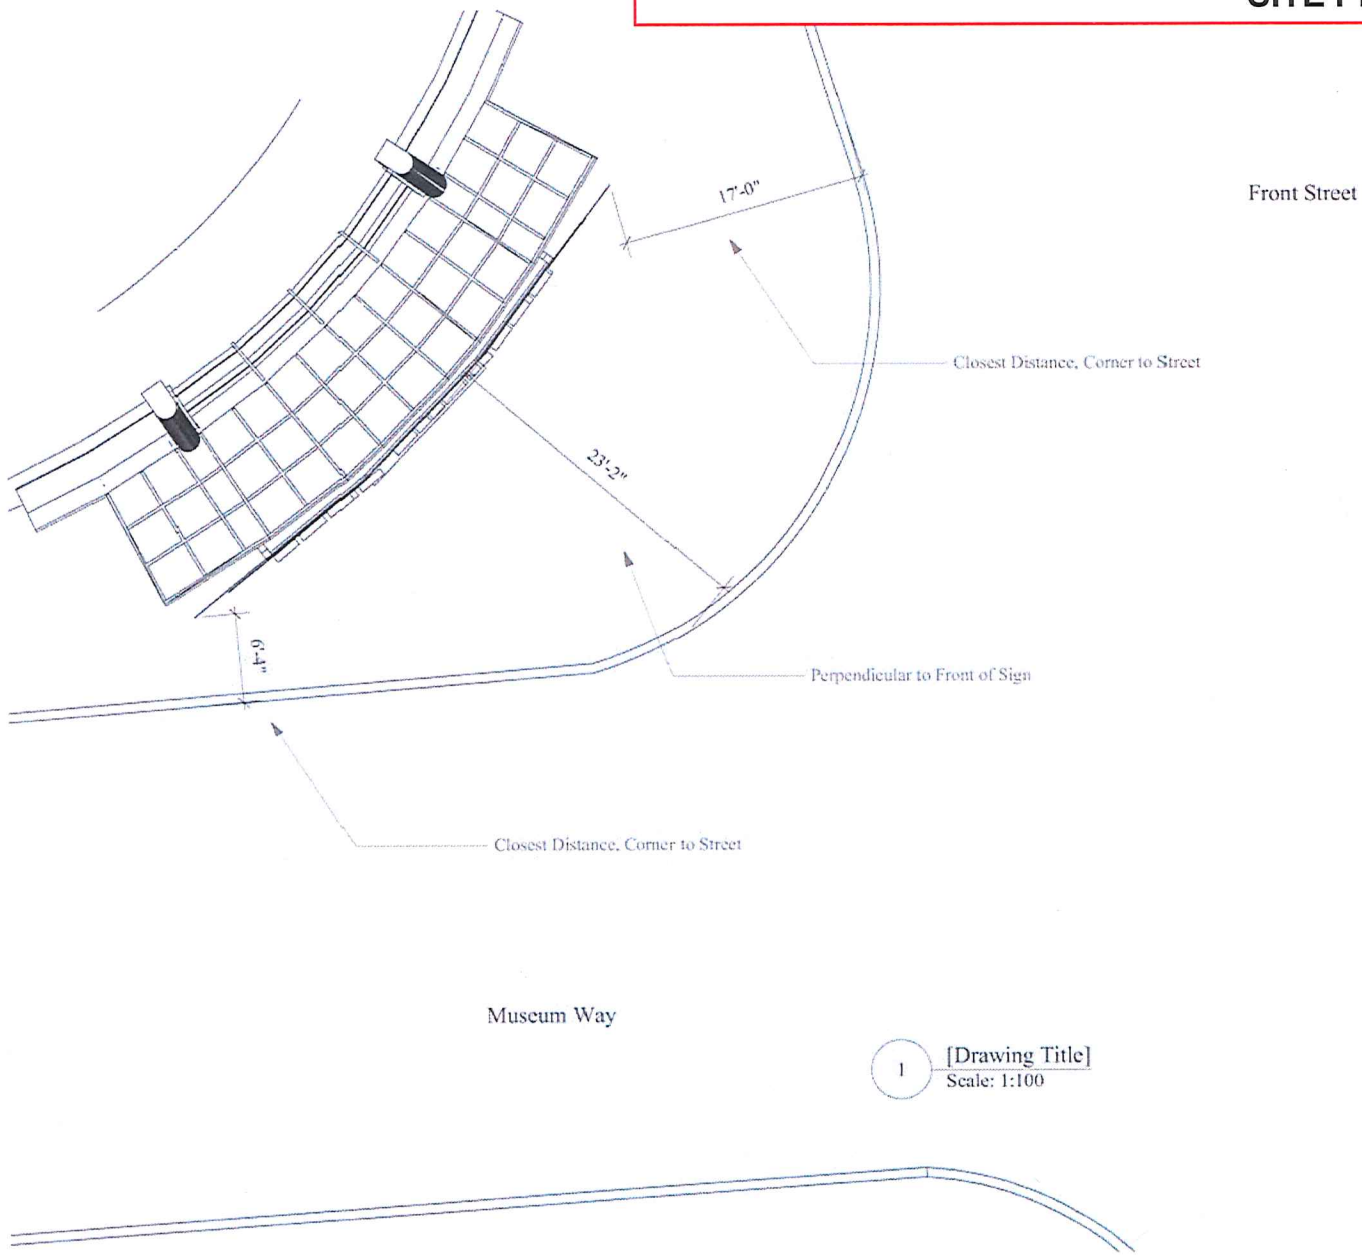 17'-0"
Front Street
Closest Distance, Corner to Street
23'-2"
6'-4"
Perpendicular to Front of Sign
Closest Distance, Corner to Street
Museum Way
1
[Drawing Title]
Scale: 1:100